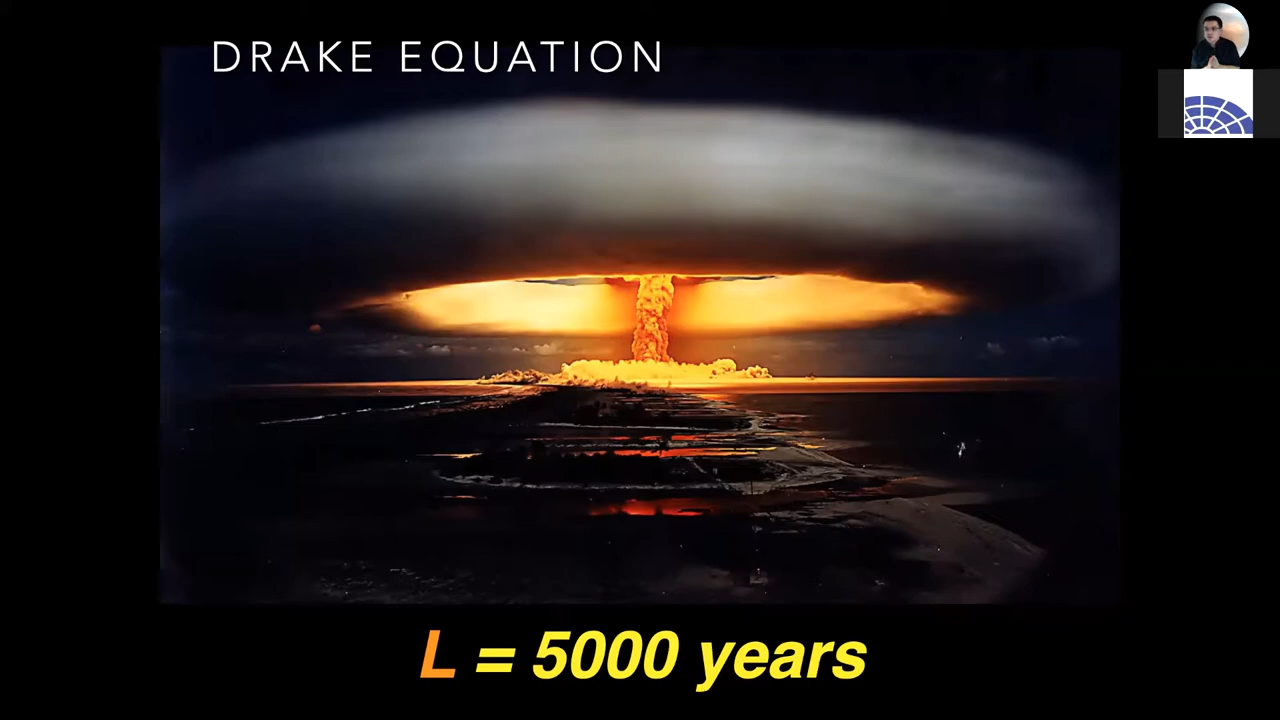 DRAKE EQUATION
L = 5000 years